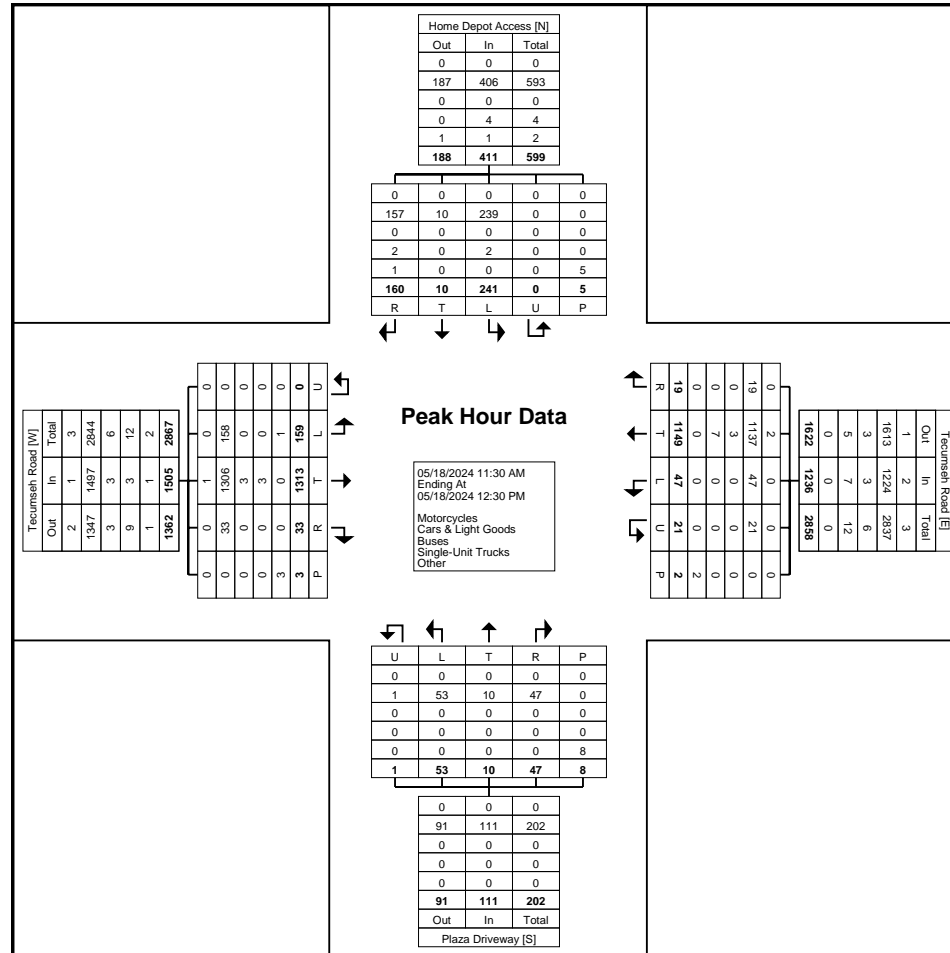 Home Depot Access [N]
Out In Total
0 0 0
187 406 593
0 0 0
0 4 4
1 1 2
188 411 599
0 0 0 0 0
157 10 239 0 0
0 0 0 0 0
2 0 2 0 0
1 0 0 0 5
160 10 241 0 5
R T L U P
Tecumseh Road [W]
Total 3 2844 6 12 2 2867
In 1 1497 3 3 1 1505
Out 2 1347 3 9 1 1362
0 0 0 0 0 0 U
0 158 0 0 1 159 L
1 1306 3 3 0 1313 T
0 33 0 0 0 33 R
0 0 0 0 3 3 P
Peak Hour Data
05/18/2024 11:30 AM
Ending At
05/18/2024 12:30 PM
Motorcycles
Cars & Light Goods
Buses
Single-Unit Trucks
Other
R 19 0 0 0 19 0
T 1149 0 7 3 1137 2
L 47 0 0 0 47 0
U 21 0 0 0 21 0
P 2 2 0 0 0 0
Tecumseh Road [E]
1622 0 5 3 1613 1 Out
1236 0 7 3 1224 2 In
2858 0 12 6 2837 3 Total
U L T R P
0 0 0 0 0
1 53 10 47 0
0 0 0 0 0
0 0 0 0 0
0 0 0 0 8
1 53 10 47 8
0 0 0
91 111 202
0 0 0
0 0 0
0 0 0
91 111 202
Out In Total
Plaza Driveway [S]